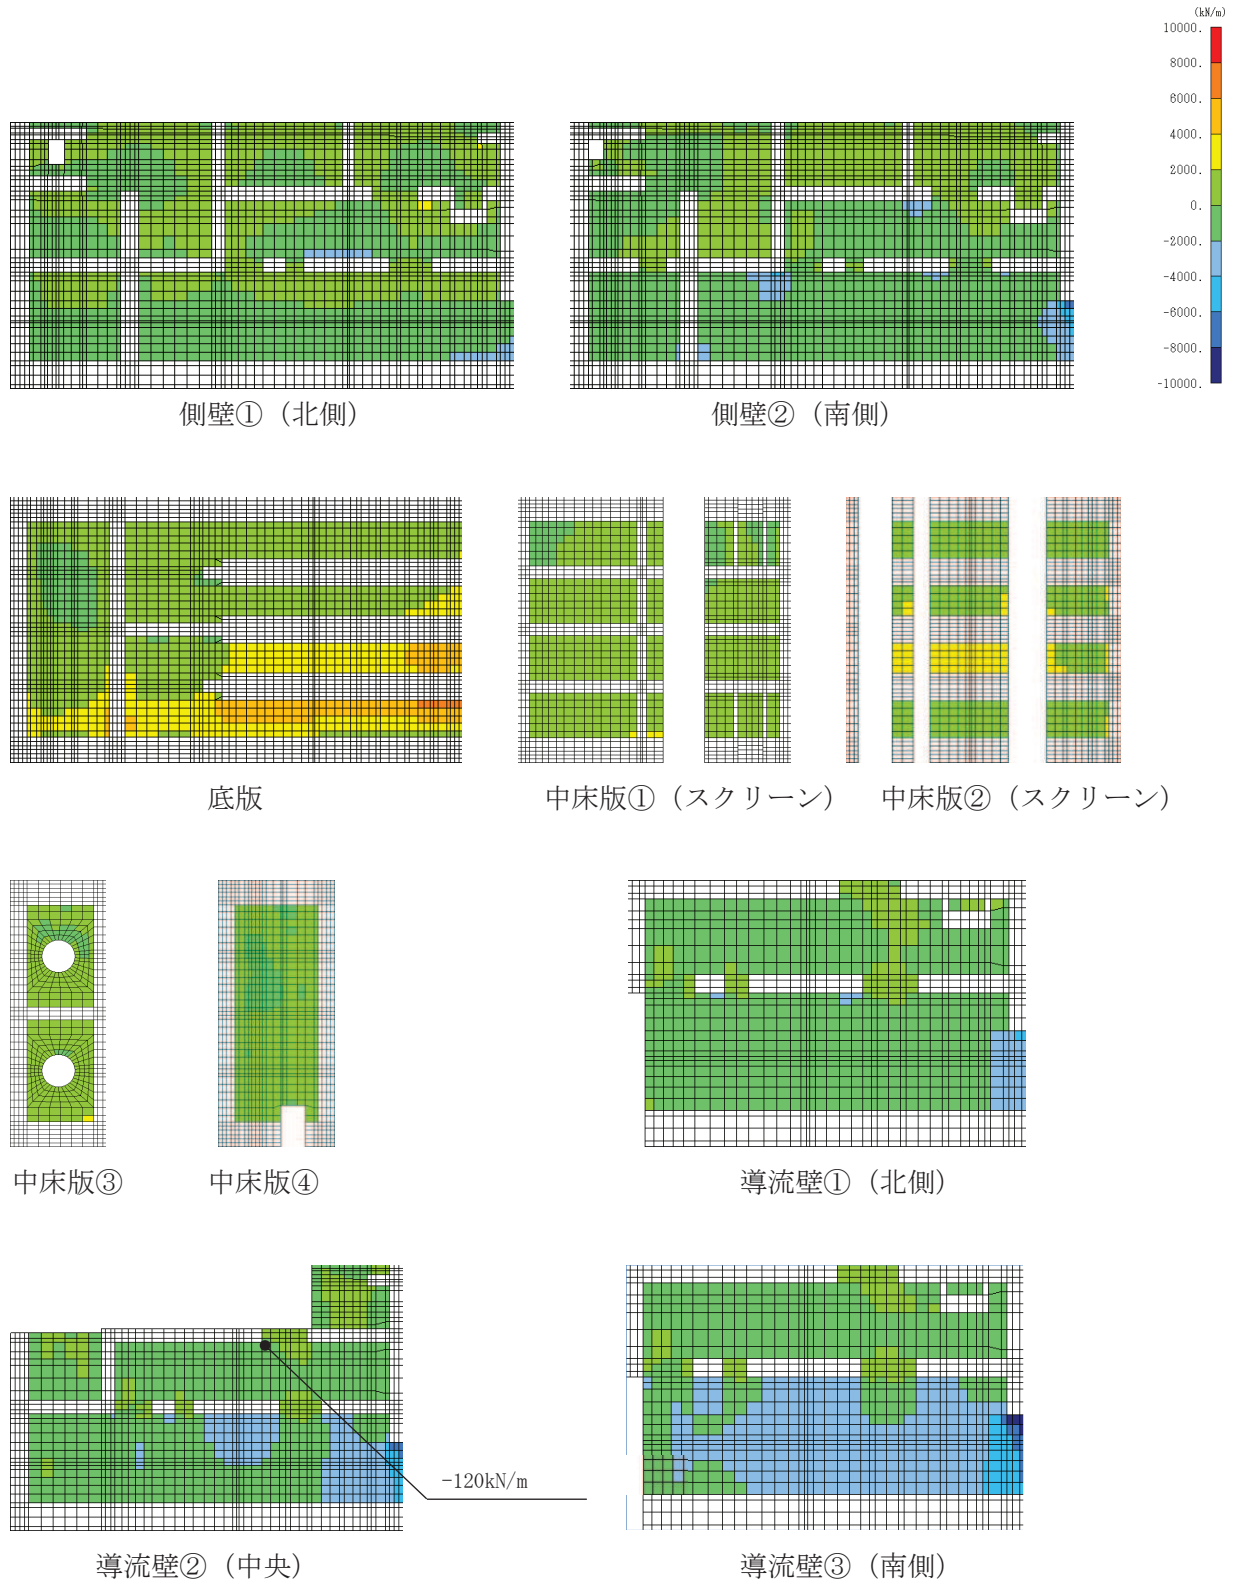 (kN/m)
10000.
8000.
6000.
4000.
2000.
0.
-2000.
-4000.
-6000.
-8000.
-10000.
側壁①（北側）
側壁②（南側）
底版
中床版①（スクリーン）
中床版②（スクリーン）
中床版③
中床版④
導流壁①（北側）
-120kN/m
導流壁②（中央）
導流壁③（南側）